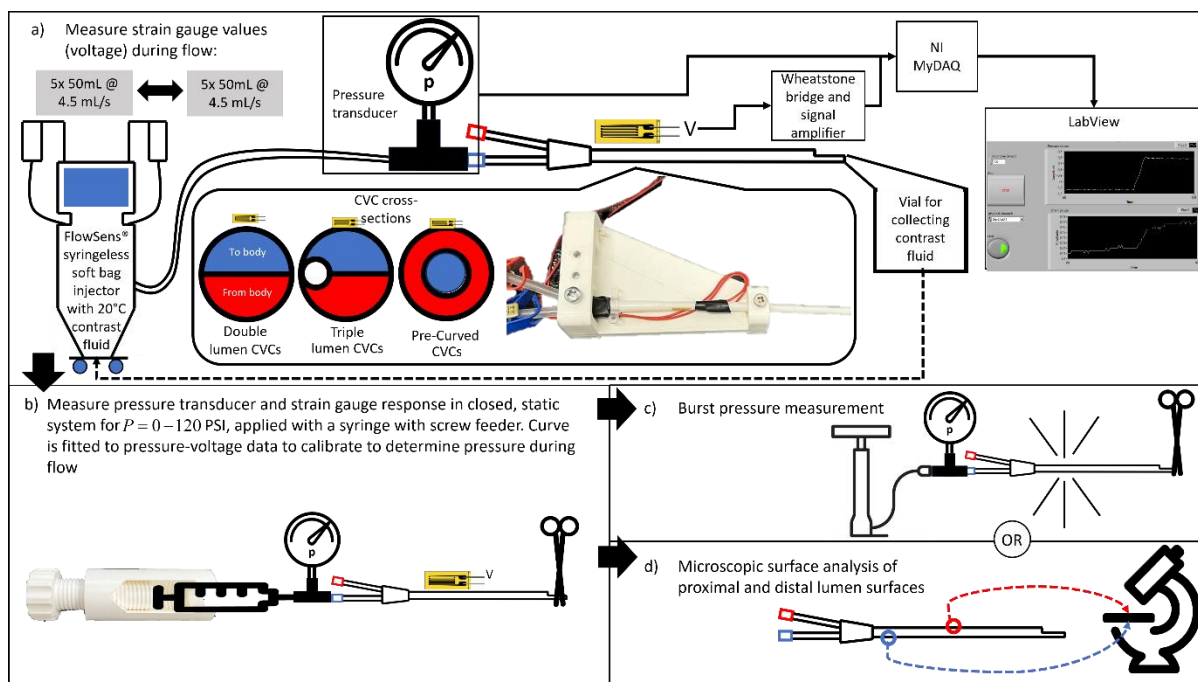 a) Measure strain gauge values
(voltage) during flow:
5x 50mL @
4.5 mL/s
5x 50mL @
4.5 mL/s
Pressure
transducer
p
V
Wheatstone
bridge and
signal
amplifier
NI
MyDAQ
LabView
FlowSens®
syringeless
soft bag
injector
with 20°C
contrast
fluid
CVC cross-
sections
To body
From body
Double
lumen CVCs
Triple
lumen CVCs
Pre-Curved
CVCs
Vial for
collecting
contrast
fluid
b) Measure pressure transducer and strain gauge response in closed, static
system for P = 0 – 120 PSI, applied with a syringe with screw feeder. Curve
is fitted to pressure-voltage data to calibrate to determine pressure during
flow
p
V
c) Burst pressure measurement
p
OR
d) Microscopic surface analysis of
proximal and distal lumen surfaces